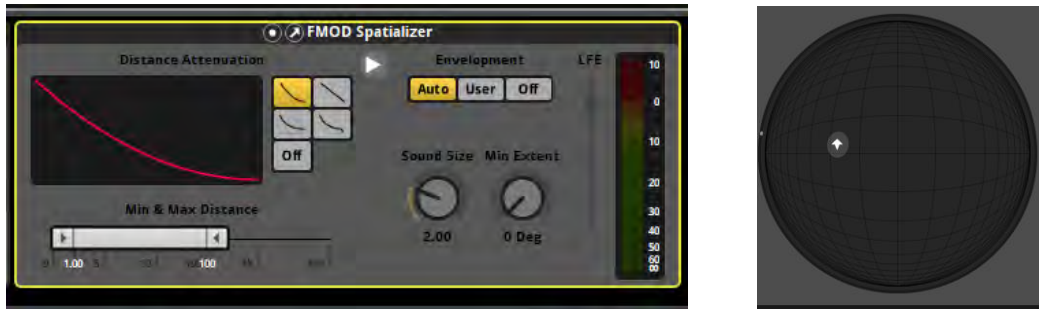 FMOD Spatializer
Distance Attenuation
Envelopment
LFE
Auto User Off
Off
Sound Size Min Extent
2.00 0 Deg
Min & Max Distance
1.00 100
10
0
10
20
30
40
50
60
∞